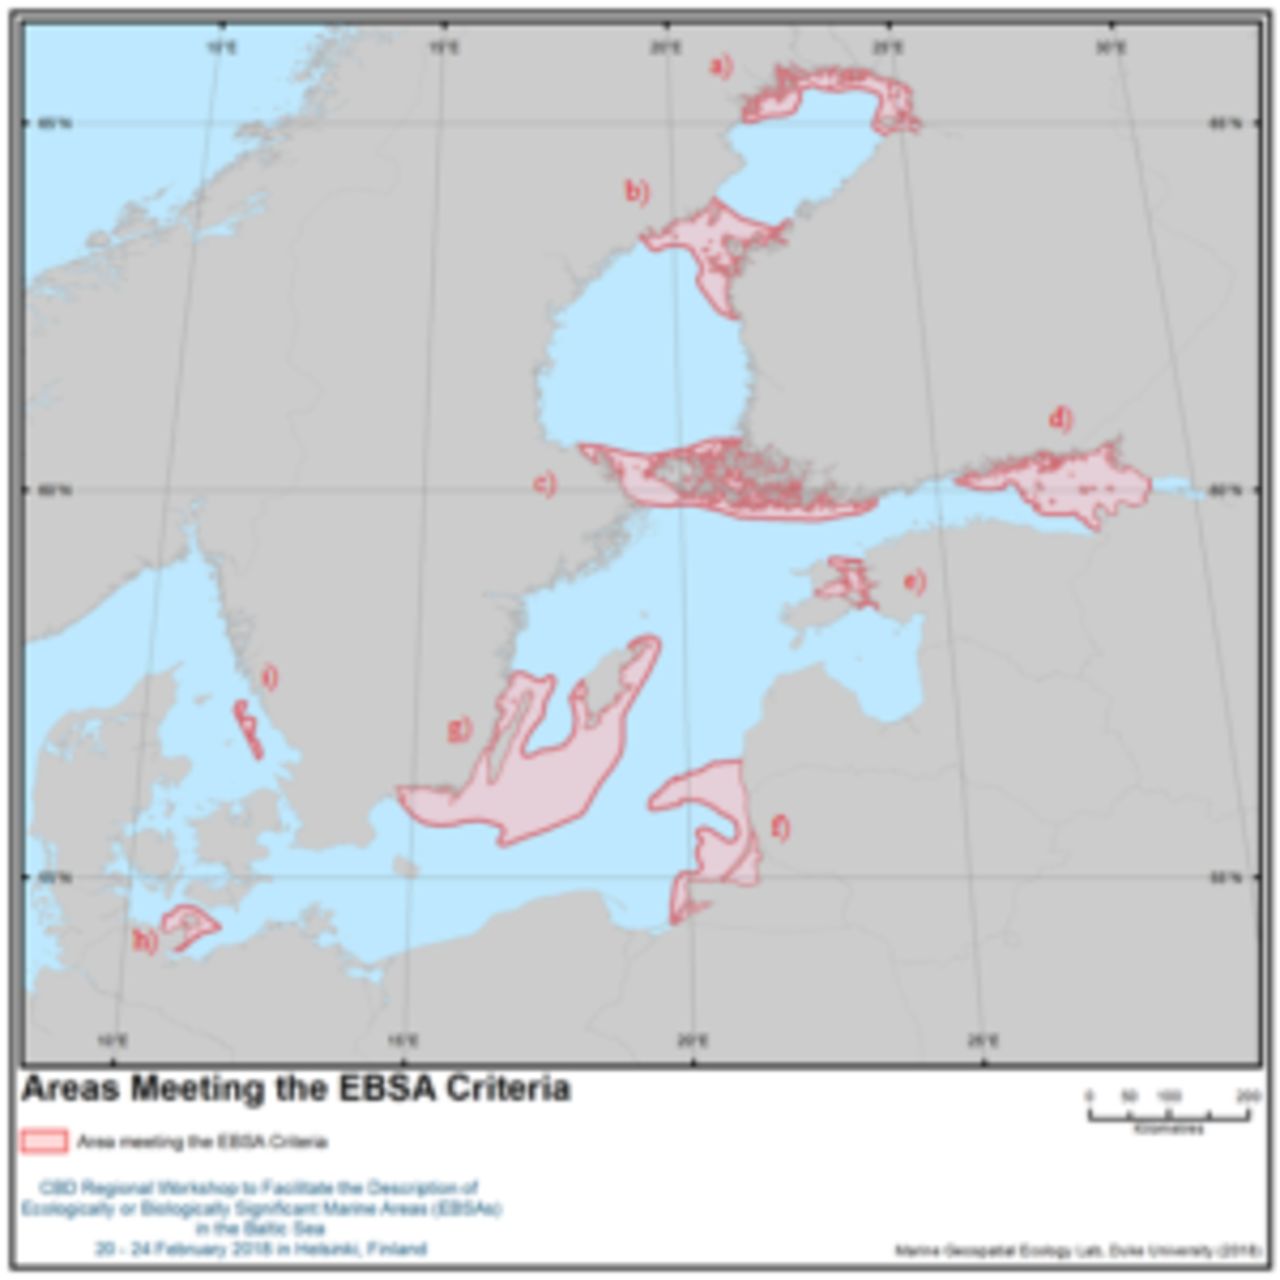 10°E 15°E 20°E 25°E 30°E
a)
65°N 65°N
b)
d)
c)
60°N 60°N
e)
i)
g)
f)
55°N 55°N
h)
10°E 15°E 20°E 25°E
Areas Meeting the EBSA Criteria
0 50 100 200
Kilometres
Area meeting the EBSA Criteria
CBD Regional Workshop to Facilitate the Description of
Ecologically or Biologically Significant Marine Areas (EBSAs)
in the Baltic Sea
20 - 24 February 2018 in Helsinki, Finland
Marine Geospatial Ecology Lab, Duke University (2018)